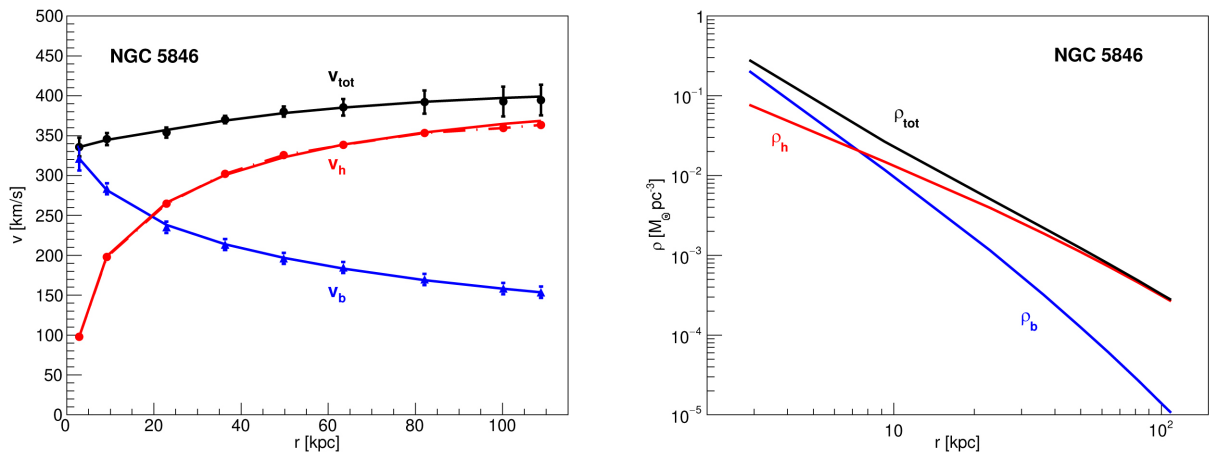 500
450
400
350
300
250
200
150
100
50
0
v [km/s]
NGC 5846
v_tot
v_h
v_b
0 20 40 60 80 100
r [kpc]
1
10^-1
10^-2
10^-3
10^-4
10^-5
ρ [M_⊙ pc^-3]
NGC 5846
ρ_tot
ρ_h
ρ_b
10 10^2
r [kpc]